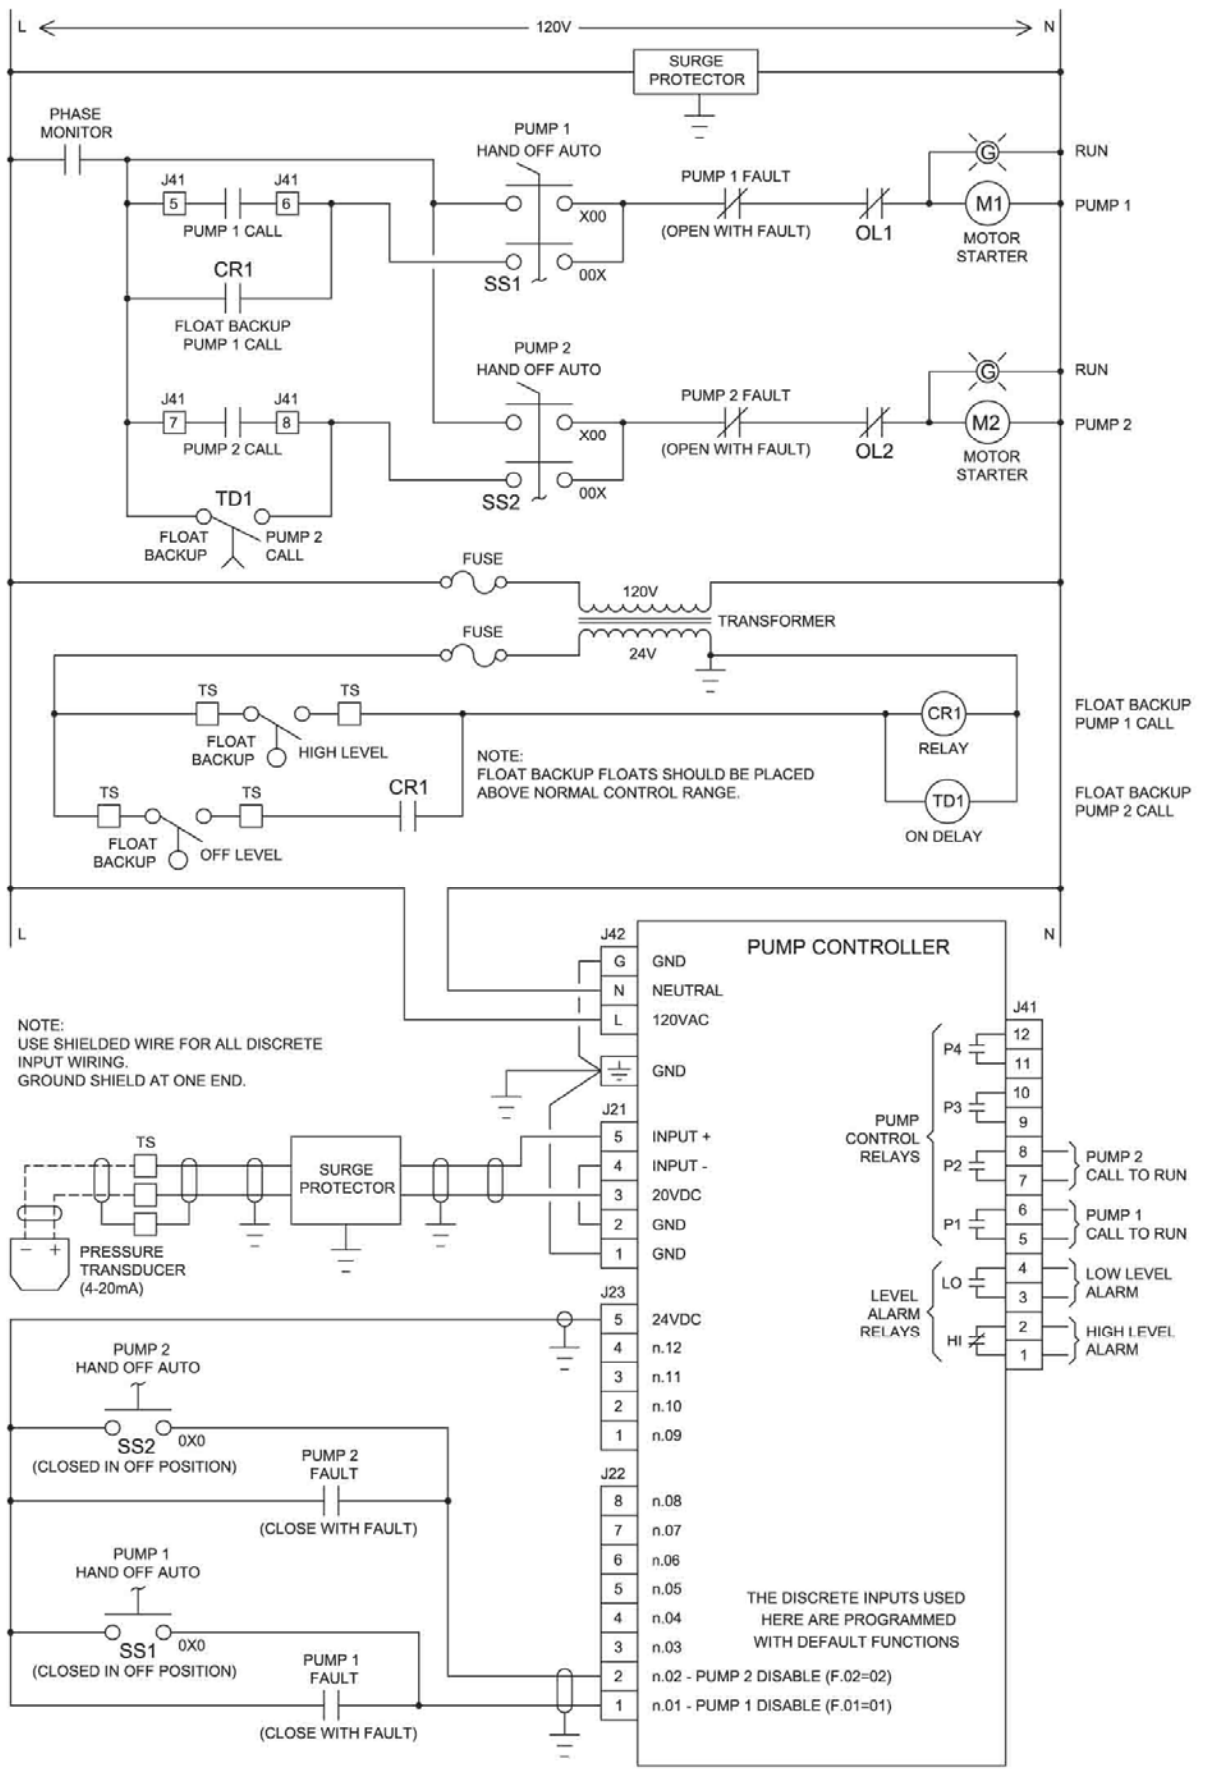 L
120V
N
SURGE
PROTECTOR
PHASE
MONITOR
PUMP 1
HAND OFF AUTO
G
RUN
J41
J41
5
6
PUMP 1 CALL
X00
PUMP 1 FAULT
(OPEN WITH FAULT)
OL1
M1
PUMP 1
MOTOR
STARTER
CR1
SS1
00X
FLOAT BACKUP
PUMP 1 CALL
PUMP 2
HAND OFF AUTO
G
RUN
J41
J41
7
8
PUMP 2 CALL
X00
PUMP 2 FAULT
(OPEN WITH FAULT)
OL2
M2
PUMP 2
MOTOR
STARTER
TD1
SS2
00X
FLOAT
BACKUP
PUMP 2
CALL
FUSE
120V
TRANSFORMER
FUSE
24V
TS
TS
FLOAT
BACKUP
HIGH LEVEL
CR1
RELAY
FLOAT BACKUP
PUMP 1 CALL
NOTE:
FLOAT BACKUP FLOATS SHOULD BE PLACED
ABOVE NORMAL CONTROL RANGE.
TS
TS
CR1
FLOAT
BACKUP
OFF LEVEL
TD1
ON DELAY
FLOAT BACKUP
PUMP 2 CALL
L
N
PUMP CONTROLLER
J42
G GND
N NEUTRAL
L 120VAC
GND
NOTE:
USE SHIELDED WIRE FOR ALL DISCRETE
INPUT WIRING.
GROUND SHIELD AT ONE END.
J21
5 INPUT +
4 INPUT -
3 20VDC
2 GND
1 GND
TS
SURGE
PROTECTOR
- +
PRESSURE
TRANSDUCER
(4-20mA)
J41
12
P4
11
10
P3
9
8
P2
7
6
P1
5
4
LO
3
2
HI
1
PUMP
CONTROL
RELAYS
PUMP 2
CALL TO RUN
PUMP 1
CALL TO RUN
LEVEL
ALARM
RELAYS
LOW LEVEL
ALARM
HIGH LEVEL
ALARM
J23
5 24VDC
4 n.12
3 n.11
2 n.10
1 n.09
PUMP 2
HAND OFF AUTO
SS2
0X0
(CLOSED IN OFF POSITION)
PUMP 2
FAULT
(CLOSE WITH FAULT)
PUMP 1
HAND OFF AUTO
SS1
0X0
(CLOSED IN OFF POSITION)
PUMP 1
FAULT
(CLOSE WITH FAULT)
J22
8 n.08
7 n.07
6 n.06
5 n.05
4 n.04
3 n.03
2 n.02 - PUMP 2 DISABLE (F.02=02)
1 n.01 - PUMP 1 DISABLE (F.01=01)
THE DISCRETE INPUTS USED
HERE ARE PROGRAMMED
WITH DEFAULT FUNCTIONS